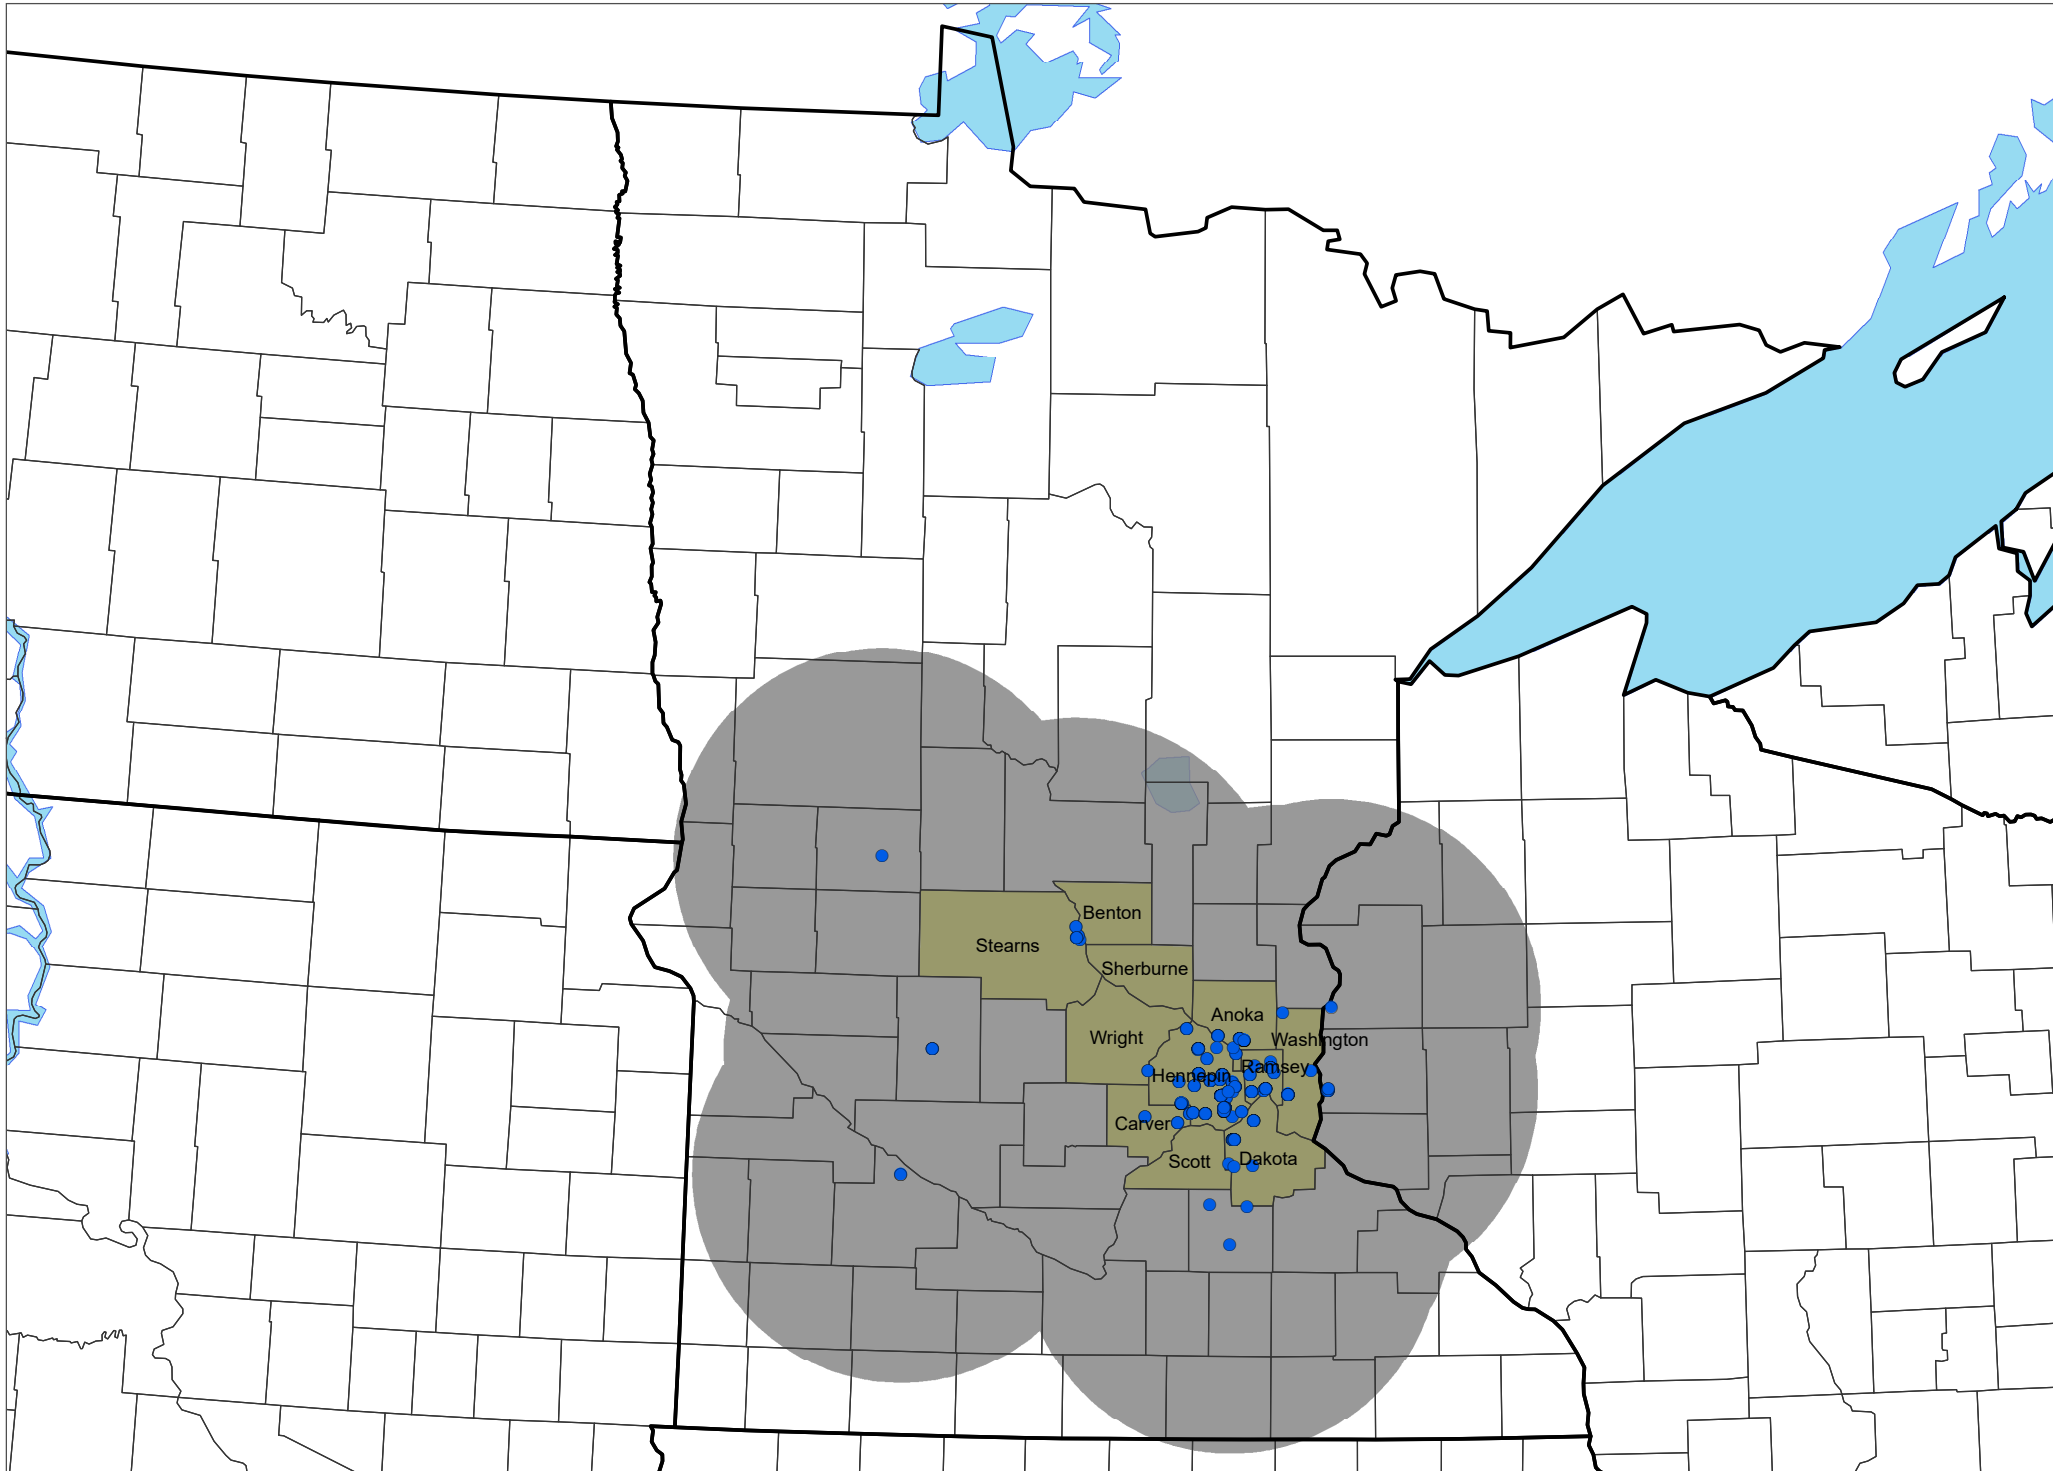 Benton
Stearns
Sherburne
Anoka
Wright
Washington
Ramsey
Hennepin
Carver
Scott
Dakota